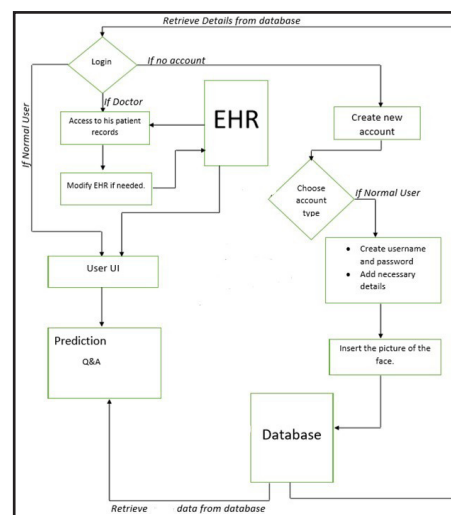 Retrieve Details from database
Login
If no account
If Doctor
If Normal User
Access to his patient
records
EHR
Create new
account
Modify EHR if needed.
Choose
account
type
If Normal User
User UI
• Create username
and password
• Add necessary
details
Prediction
Q&A
Insert the picture of the
face.
Database
Retrieve data from database